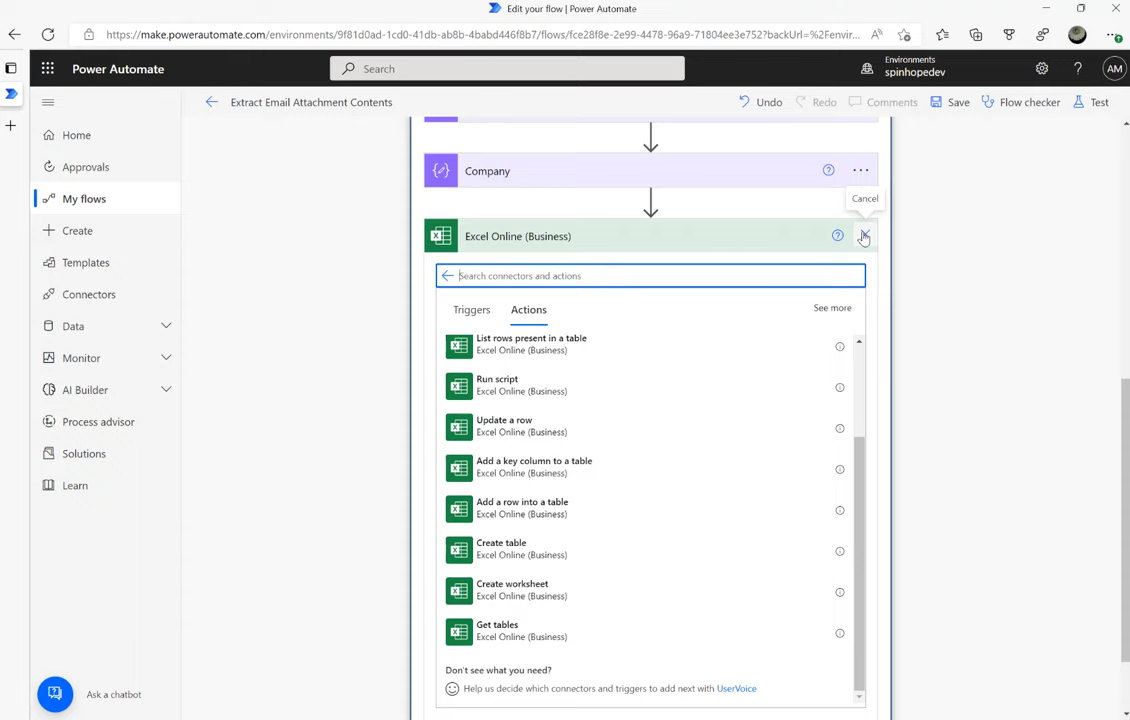 Edit your flow | Power Automate
https://make.powerautomate.com/environments/9f81d0ad-1cd0-41db-ab8b-4babd446f8b7/flows/fce28f8e-2e99-4478-96a9-71804ee3e752?backUrl=%2Fenvir...
Power Automate
Search
Environments
spinhopedev
?
AM
Extract Email Attachment Contents
Undo
Redo
Comments
Save
Flow checker
Test
Home
Approvals
My flows
Create
Templates
Connectors
Data
Monitor
AI Builder
Process advisor
Solutions
Learn
Ask a chatbot
Company
Cancel
Excel Online (Business)
Search connectors and actions
Triggers
Actions
See more
List rows present in a table
Excel Online (Business)
Run script
Excel Online (Business)
Update a row
Excel Online (Business)
Add a key column to a table
Excel Online (Business)
Add a row into a table
Excel Online (Business)
Create table
Excel Online (Business)
Create worksheet
Excel Online (Business)
Get tables
Excel Online (Business)
Don't see what you need?
Help us decide which connectors and triggers to add next with UserVoice